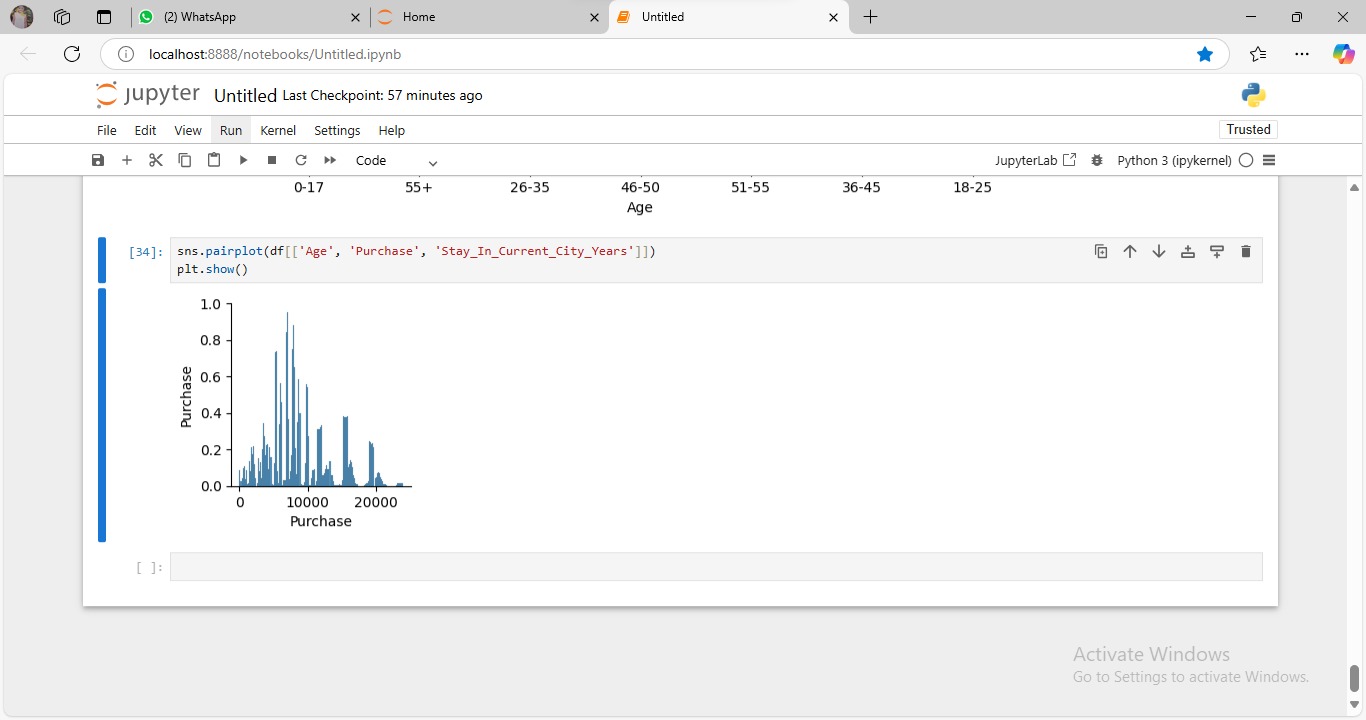 (2) WhatsApp
Home
Untitled
localhost:8888/notebooks/Untitled.ipynb
jupyter Untitled Last Checkpoint: 57 minutes ago
File Edit View Run Kernel Settings Help
Trusted
Code
JupyterLab
Python 3 (ipykernel)
0-17 55+ 26-35 46-50 51-55 36-45 18-25
Age
[34]: sns.pairplot(df[['Age', 'Purchase', 'Stay_In_Current_City_Years']])
plt.show()
1.0
0.8
0.6
0.4
0.2
0.0
Purchase
0 10000 20000
Purchase
[ ]:
Activate Windows
Go to Settings to activate Windows.